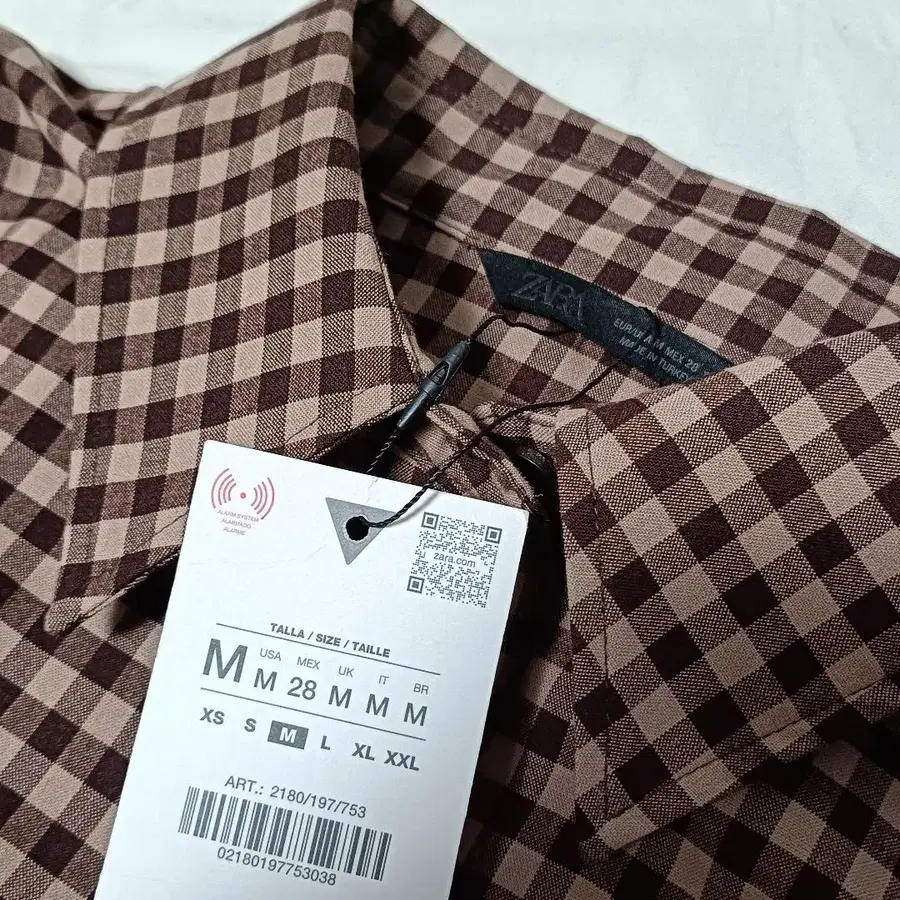 ZARA
EUR/USA M MEX 28
MADE IN TURKEY
ALARM SYSTEM
ALARMADO
ALARME
zara.com
TALLA / SIZE / TAILLE
M USA M MEX 28 UK M IT M BR M
XS S M L XL XXL
ART.: 2180/197/753
02180197753038